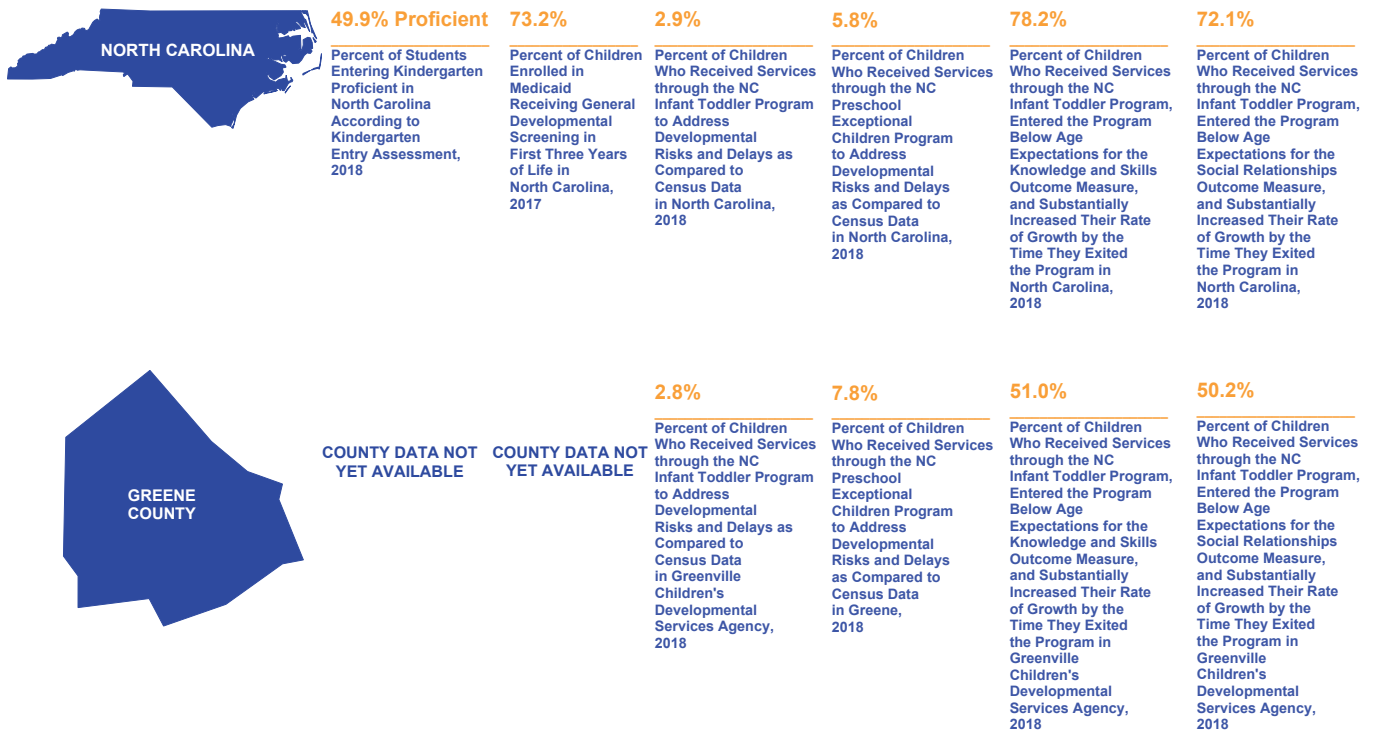 NORTH CAROLINA
49.9% Proficient
Percent of Students
Entering Kindergarten
Proficient in
North Carolina
According to
Kindergarten
Entry Assessment,
2018
73.2%
Percent of Children
Enrolled in
Medicaid
Receiving General
Developmental
Screening in
First Three Years
of Life in
North Carolina,
2017
2.9%
Percent of Children
Who Received Services
through the NC
Infant Toddler Program
to Address
Developmental
Risks and Delays as
Compared to
Census Data
in North Carolina,
2018
5.8%
Percent of Children
Who Received Services
through the NC
Preschool
Exceptional
Children Program
to Address
Developmental
Risks and Delays
as Compared to
Census Data
in North Carolina,
2018
78.2%
Percent of Children
Who Received Services
through the NC
Infant Toddler Program,
Entered the Program
Below Age
Expectations for the
Knowledge and Skills
Outcome Measure,
and Substantially
Increased Their Rate
of Growth by the
Time They Exited
the Program in
North Carolina,
2018
72.1%
Percent of Children
Who Received Services
through the NC
Infant Toddler Program,
Entered the Program
Below Age
Expectations for the
Social Relationships
Outcome Measure,
and Substantially
Increased Their Rate
of Growth by the
Time They Exited
the Program in
North Carolina,
2018
GREENE
COUNTY
COUNTY DATA NOT
YET AVAILABLE
COUNTY DATA NOT
YET AVAILABLE
2.8%
Percent of Children
Who Received Services
through the NC
Infant Toddler Program
to Address
Developmental
Risks and Delays as
Compared to
Census Data
in Greenville
Children's
Developmental
Services Agency,
2018
7.8%
Percent of Children
Who Received Services
through the NC
Preschool
Exceptional
Children Program
to Address
Developmental
Risks and Delays
as Compared to
Census Data
in Greene,
2018
51.0%
Percent of Children
Who Received Services
through the NC
Infant Toddler Program,
Entered the Program
Below Age
Expectations for the
Knowledge and Skills
Outcome Measure,
and Substantially
Increased Their Rate
of Growth by the
Time They Exited
the Program in
Greenville
Children's
Developmental
Services Agency,
2018
50.2%
Percent of Children
Who Received Services
through the NC
Infant Toddler Program,
Entered the Program
Below Age
Expectations for the
Social Relationships
Outcome Measure,
and Substantially
Increased Their Rate
of Growth by the
Time They Exited
the Program in
Greenville
Children's
Developmental
Services Agency,
2018